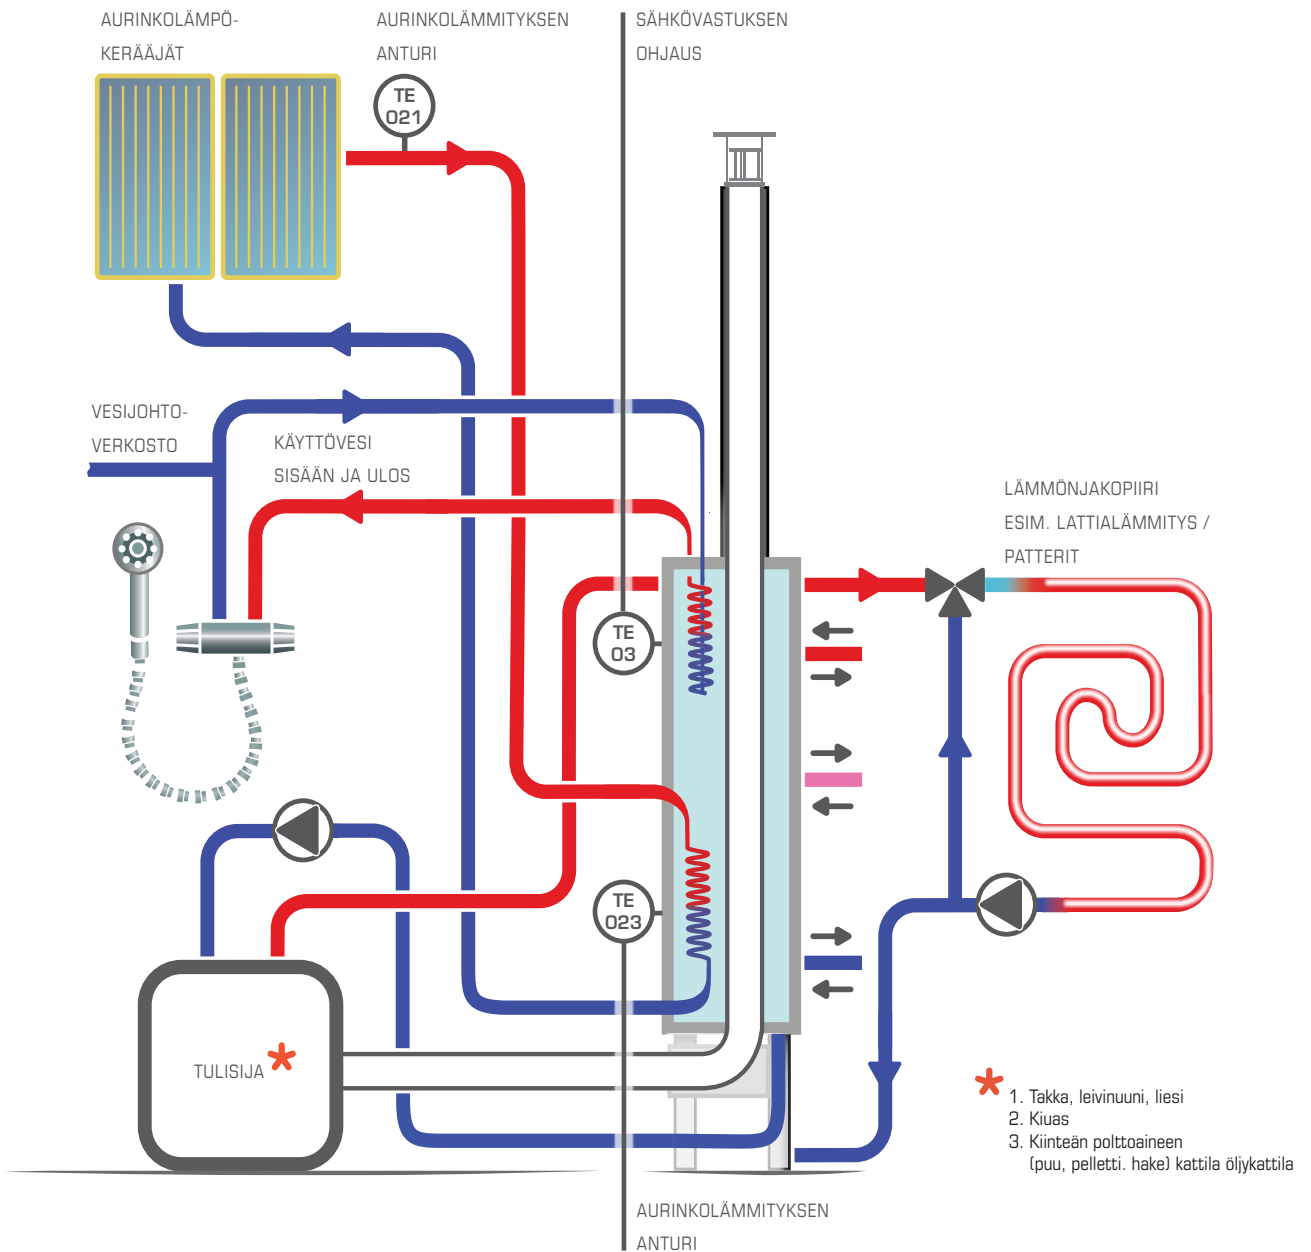 AURINKOLÄMPÖ-
KERÄÄJÄT
AURINKOLÄMMITYKSEN
ANTURI
SÄHKÖVASTUKSEN
OHJAUS
TE
021
VESIJOHTO-
VERKOSTO
KÄYTTÖVESI
SISÄÄN JA ULOS
LÄMMÖNJAKOPIIRI
ESIM. LATTIALÄMMITYS /
PATTERIT
TE
03
TE
023
TULISIJA
1. Takka, leivinuuni, liesi
2. Kiuas
3. Kiinteän polttoaineen
(puu, pelletti. hake) kattila öljykattila
AURINKOLÄMMITYKSEN
ANTURI